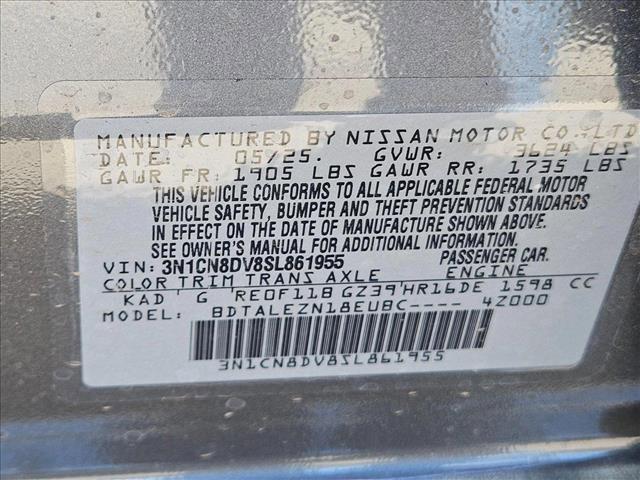 MANUFACTURED BY NISSAN MOTOR CO.,LTD
DATE: 05/25. GVWR: 3624 LBS
GAWR FR: 1905 LBS GAWR RR: 1735 LBS
THIS VEHICLE CONFORMS TO ALL APPLICABLE FEDERAL MOTOR
VEHICLE SAFETY, BUMPER AND THEFT PREVENTION STANDARDS
IN EFFECT ON THE DATE OF MANUFACTURE SHOWN ABOVE.
SEE OWNER'S MANUAL FOR ADDITIONAL INFORMATION.
VIN: 3N1CN8DV8SL861955 PASSENGER CAR.
COLOR TRIM TRANS AXLE ENGINE
KAD G RE0F11B GZ39 HR16DE 1598 CC
MODEL: BDTALEZN18EUBC---- 4Z000
3N1CN8DV8SL861955